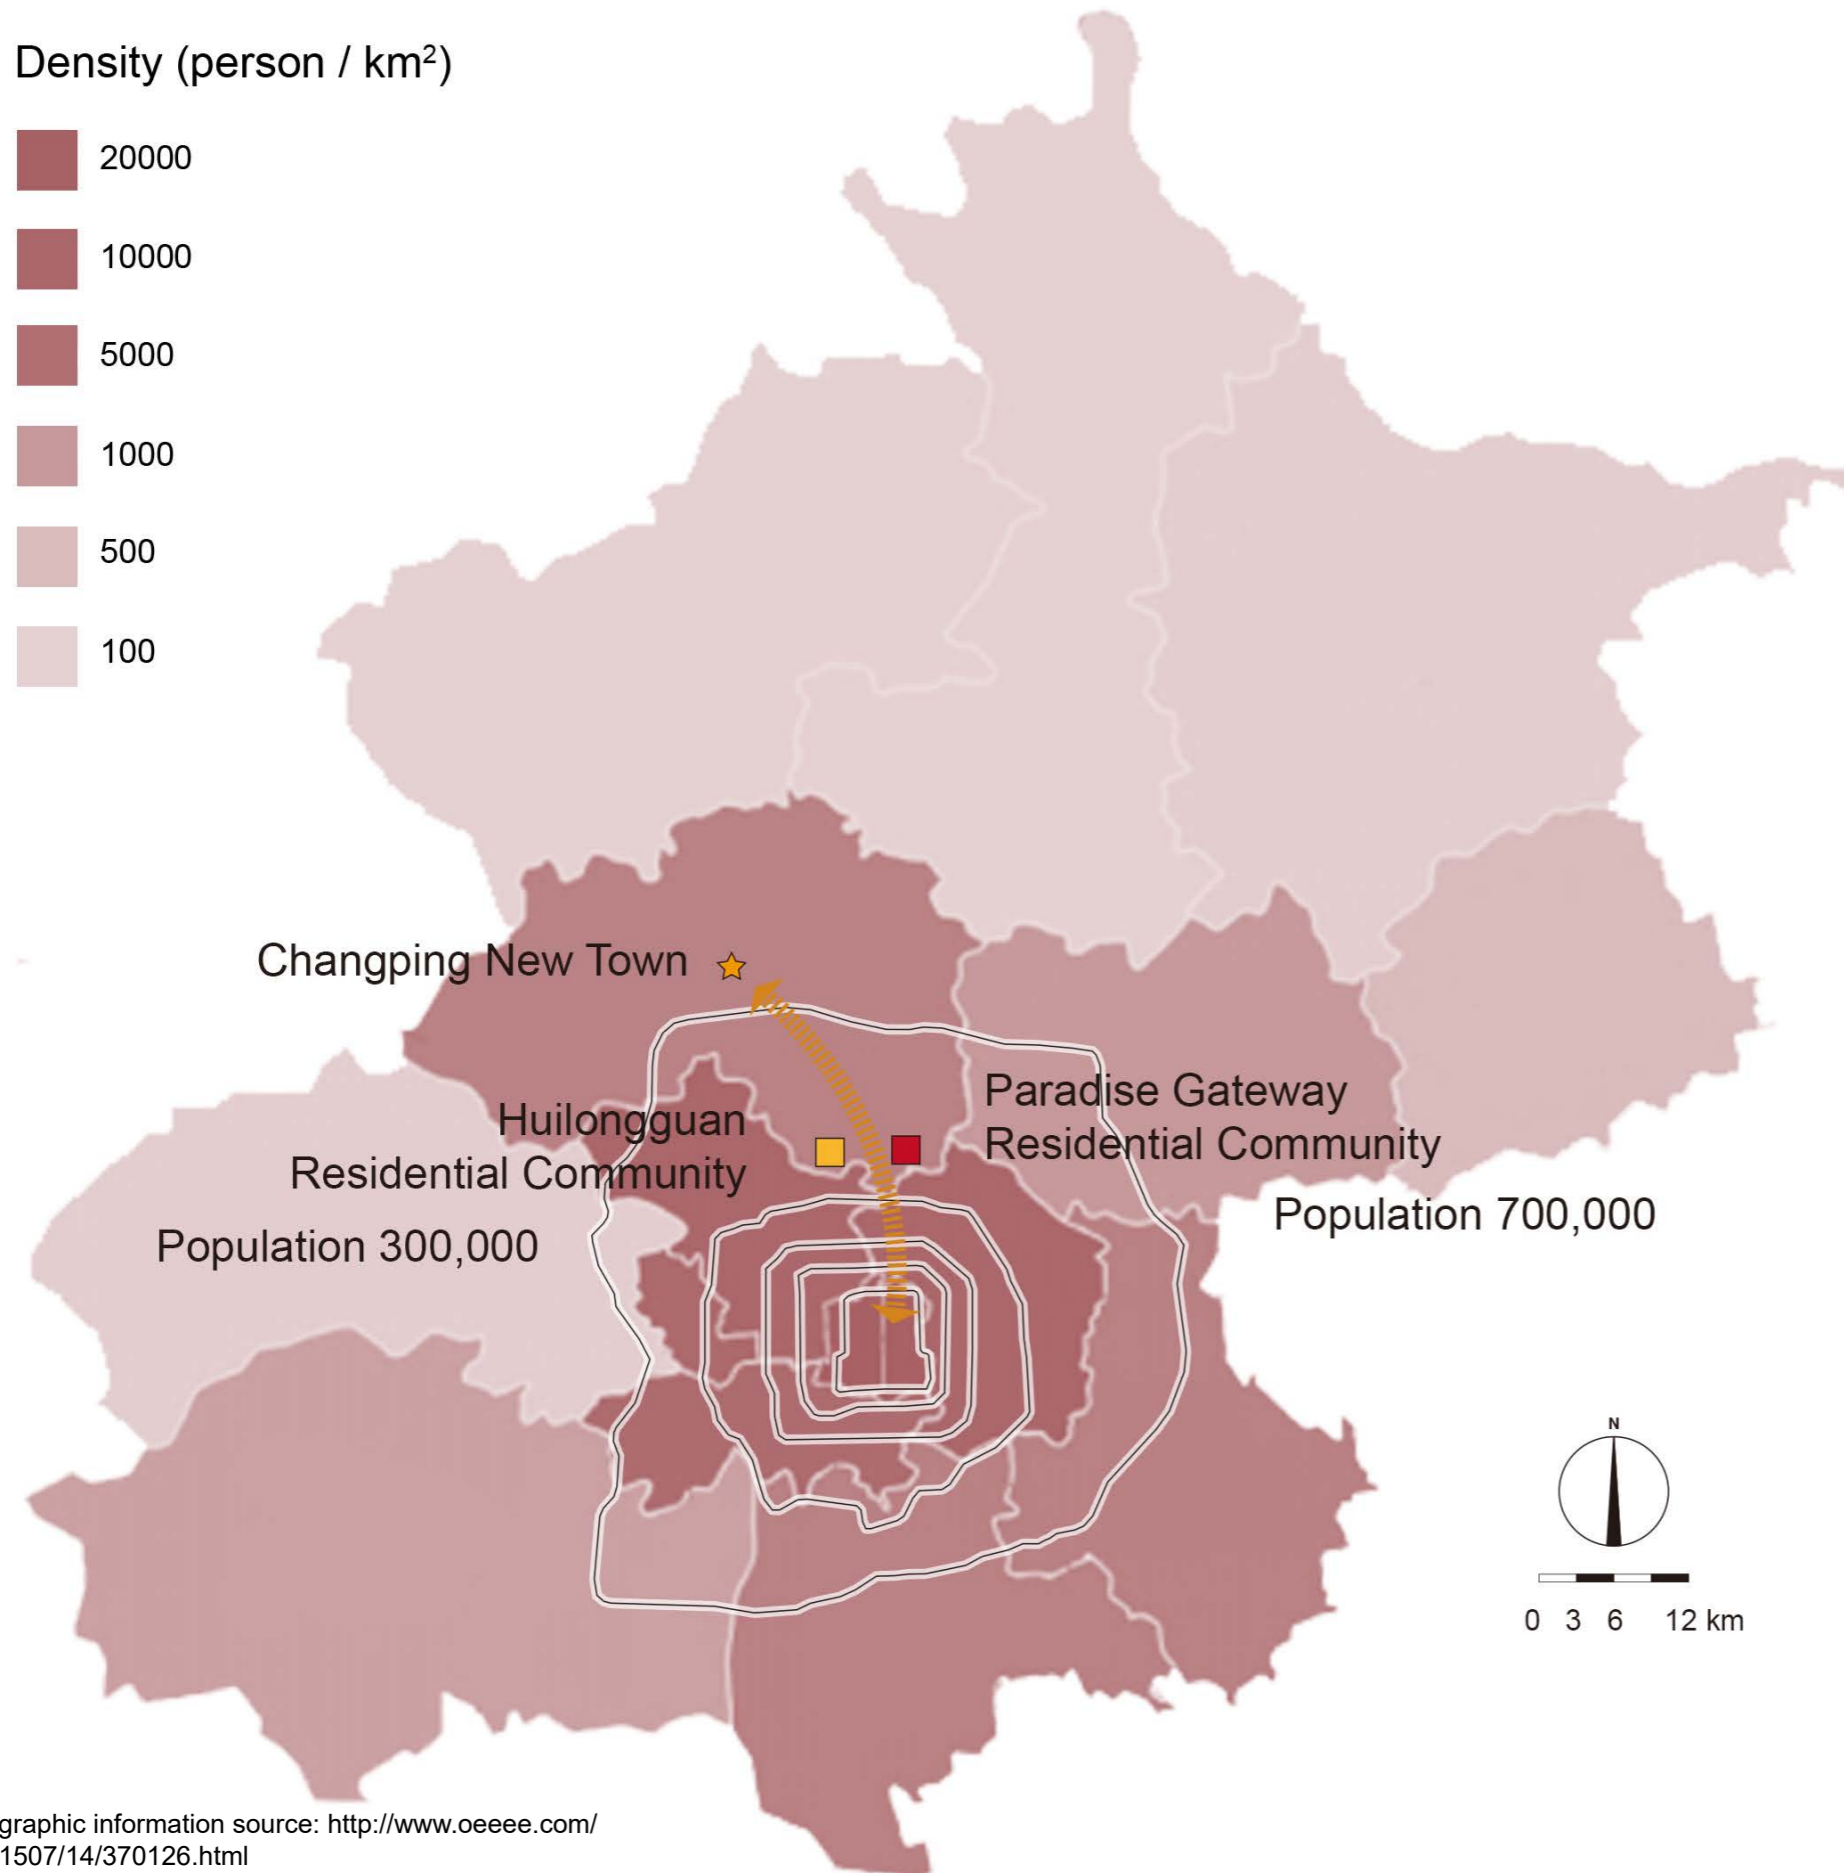 Density (person / km²)
20000
10000
5000
1000
500
100
Changping New Town
Huilongguan
Residential Community
Population 300,000
Paradise Gateway
Residential Community
Population 700,000
N
0 3 6 12 km
graphic information source: http://www.oeeee.com/
1507/14/370126.html